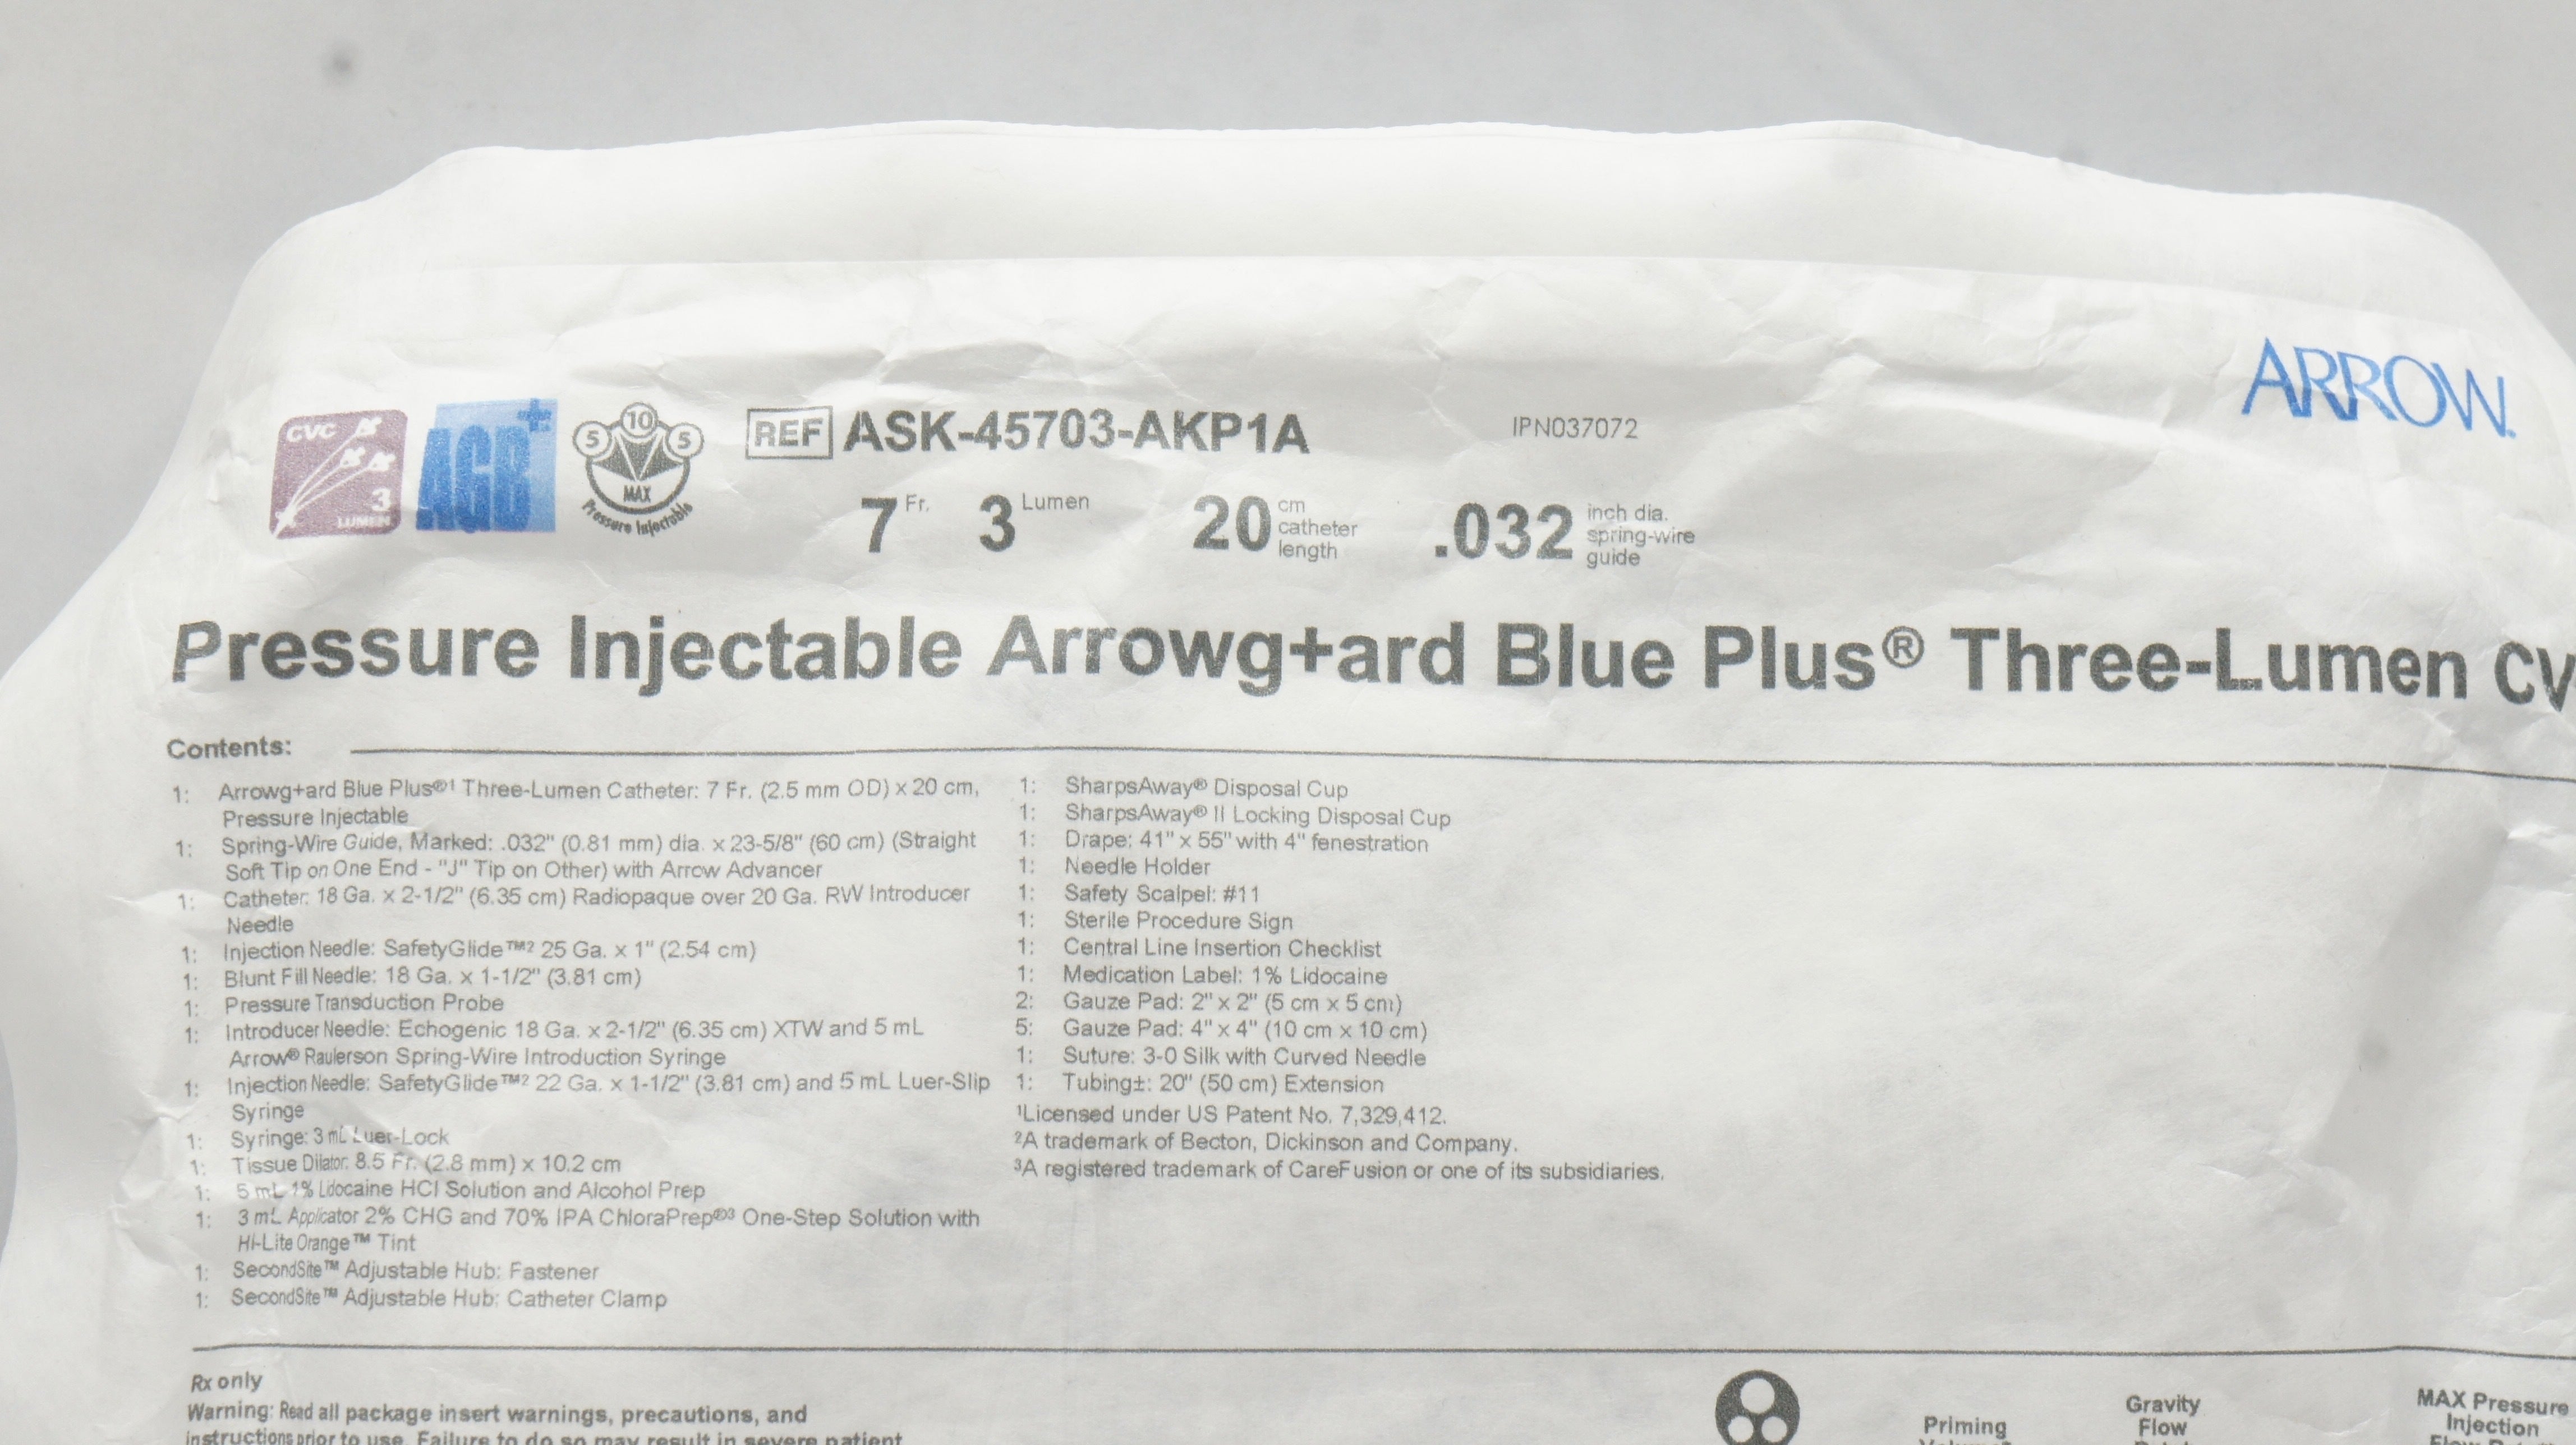 ARROW
CVC
3
LUMEN
AGB+
5 10 5
MAX
Pressure Injectable
REF ASK-45703-AKP1A
IPN037072
7 Fr. 3 Lumen 20 cm catheter length .032 inch dia. spring-wire guide
Pressure Injectable Arrowg+ard Blue Plus® Three-Lumen CV
Contents:
1: Arrowg+ard Blue Plus®¹ Three-Lumen Catheter: 7 Fr. (2.5 mm OD) x 20 cm,
Pressure Injectable
1: Spring-Wire Guide, Marked: .032" (0.81 mm) dia. x 23-5/8" (60 cm) (Straight
Soft Tip on One End - "J" Tip on Other) with Arrow Advancer
1: Catheter: 18 Ga. x 2-1/2" (6.35 cm) Radiopaque over 20 Ga. RW Introducer
Needle
1: Injection Needle: SafetyGlide™² 25 Ga. x 1" (2.54 cm)
1: Blunt Fill Needle: 18 Ga. x 1-1/2" (3.81 cm)
1: Pressure Transduction Probe
1: Introducer Needle: Echogenic 18 Ga. x 2-1/2" (6.35 cm) XTW and 5 mL
Arrow® Raulerson Spring-Wire Introduction Syringe
1: Injection Needle: SafetyGlide™² 22 Ga. x 1-1/2" (3.81 cm) and 5 mL Luer-Slip
Syringe
1: Syringe: 3 mL Luer-Lock
1: Tissue Dilator: 8.5 Fr. (2.8 mm) x 10.2 cm
1: 5 mL 1% Lidocaine HCl Solution and Alcohol Prep
1: 3 mL Applicator 2% CHG and 70% IPA ChloraPrep®³ One-Step Solution with
Hi-Lite Orange™ Tint
1: SecondSite™ Adjustable Hub: Fastener
1: SecondSite™ Adjustable Hub: Catheter Clamp
1: SharpsAway® Disposal Cup
1: SharpsAway® II Locking Disposal Cup
1: Drape: 41" x 55" with 4" fenestration
1: Needle Holder
1: Safety Scalpel: #11
1: Sterile Procedure Sign
1: Central Line Insertion Checklist
1: Medication Label: 1% Lidocaine
2: Gauze Pad: 2" x 2" (5 cm x 5 cm)
5: Gauze Pad: 4" x 4" (10 cm x 10 cm)
1: Suture: 3-0 Silk with Curved Needle
1: Tubing±: 20" (50 cm) Extension
¹Licensed under US Patent No. 7,329,412.
²A trademark of Becton, Dickinson and Company.
³A registered trademark of CareFusion or one of its subsidiaries.
Rx only
Warning: Read all package insert warnings, precautions, and
instructions prior to use. Failure to do so may result in severe patient
Priming
Gravity
Flow
MAX Pressure
Injection